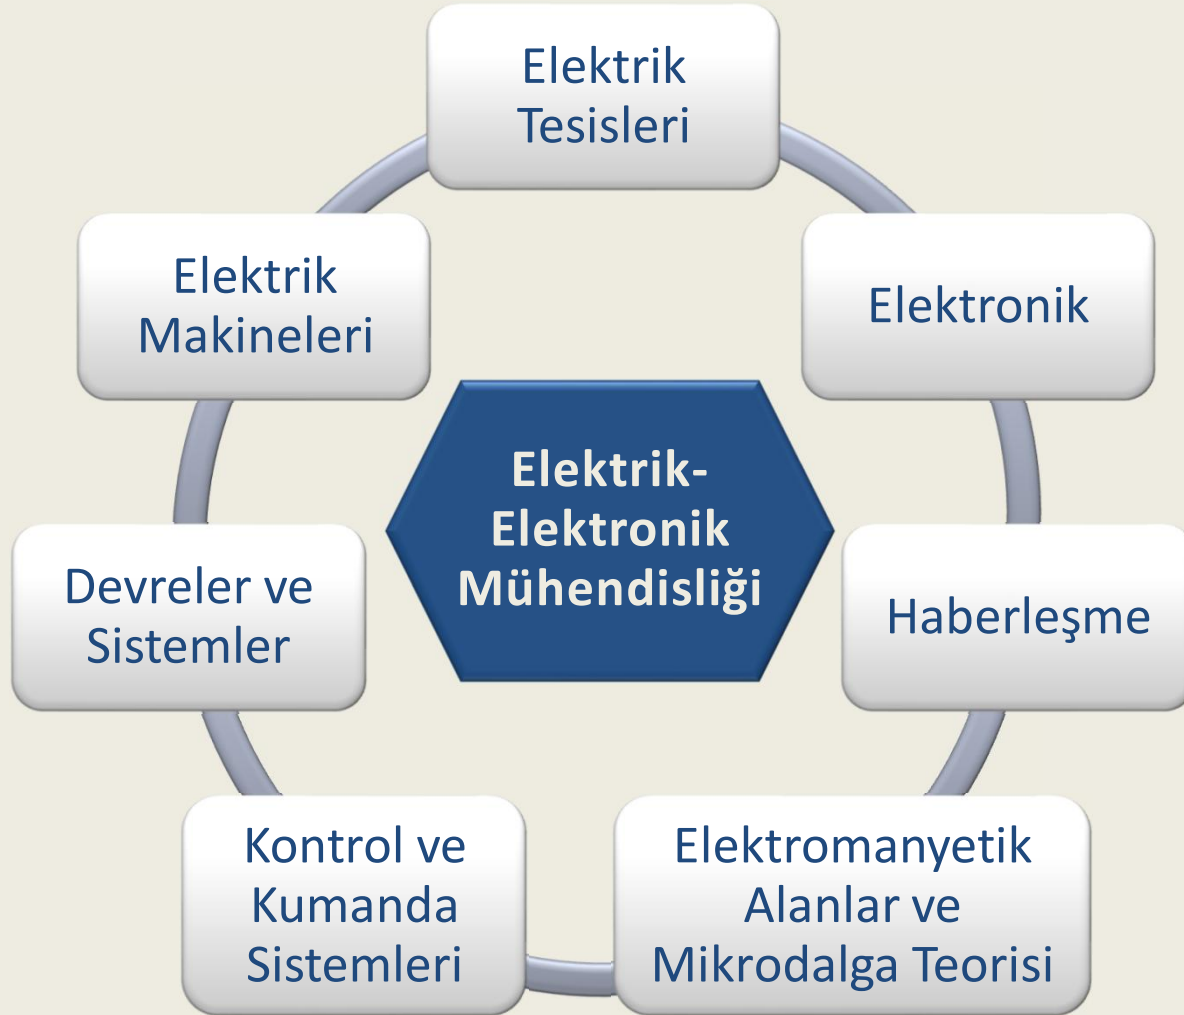 Elektrik
Tesisleri
Elektronik
Haberleşme
Elektromanyetik
Alanlar ve
Mikrodalga Teorisi
Kontrol ve
Kumanda
Sistemleri
Devreler ve
Sistemler
Elektrik
Makineleri
Elektrik-
Elektronik
Mühendisliği